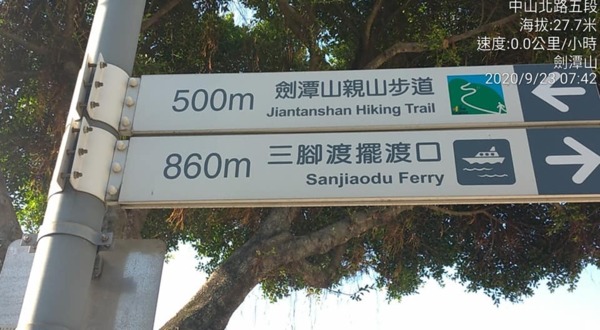 中山北路五段
海拔:27.7米
速度:0.0公里/小時
劍潭山
2020/9/23 07:42
500m 劍潭山親山步道
Jiantanshan Hiking Trail
860m 三腳渡擺渡口
Sanjiaodu Ferry